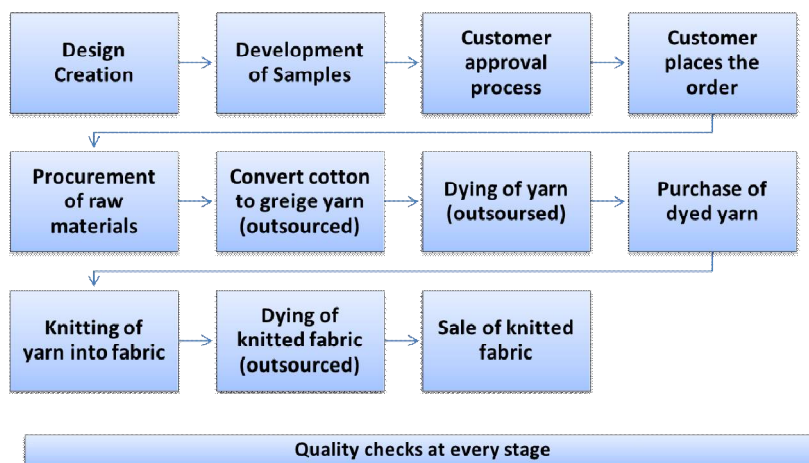 Design
Creation
Development
of Samples
Customer
approval
process
Customer
places the
order
Procurement
of raw
materials
Convert cotton
to greige yarn
(outsourced)
Dying of yarn
(outsoursed)
Purchase of
dyed yarn
Knitting of
yarn into fabric
Dying of
knitted fabric
(outsourced)
Sale of knitted
fabric
Quality checks at every stage